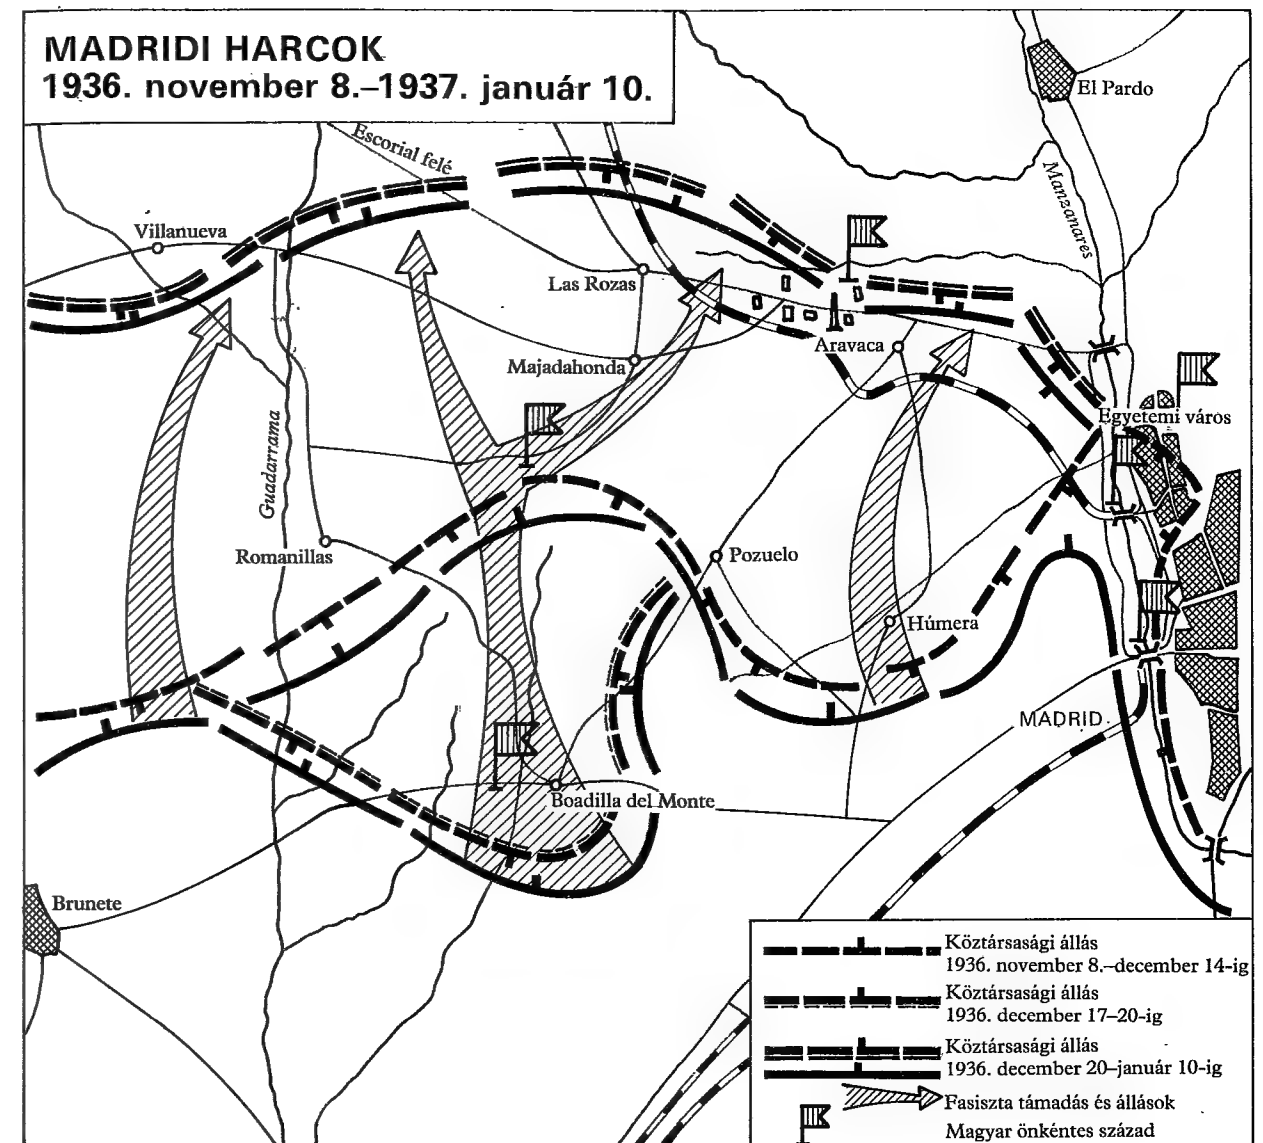 MADRIDI HARCOK
1936. november 8.–1937. január 10.
El Pardo
Escorial felé
Manzanares
Villanueva
Las Rozas
Majadahonda
Aravaca
Egyetemi város
Guadarrama
Romanillas
Pozuelo
Húmera
MADRID
Boadilla del Monte
Brunete
Köztársasági állás
1936. november 8.–december 14-ig
Köztársasági állás
1936. december 17–20-ig
Köztársasági állás
1936. december 20–január 10-ig
Fasiszta támadás és állások
Magyar önkéntes század